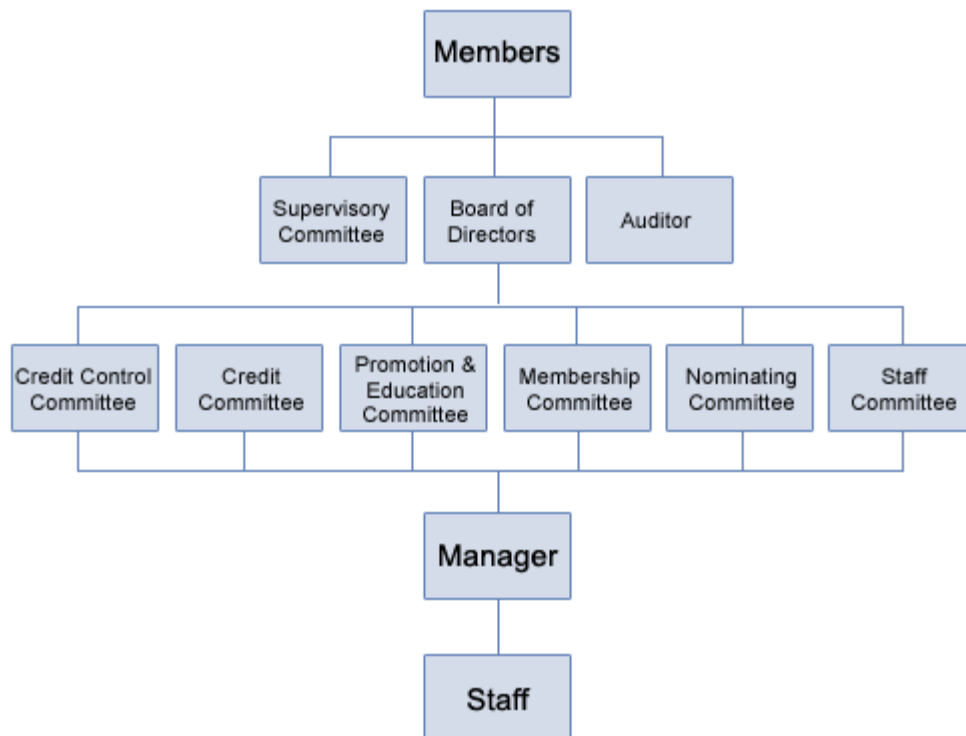 Members
Supervisory
Committee
Board of
Directors
Auditor
Credit Control
Committee
Credit
Committee
Promotion &
Education
Committee
Membership
Committee
Nominating
Committee
Staff
Committee
Manager
Staff